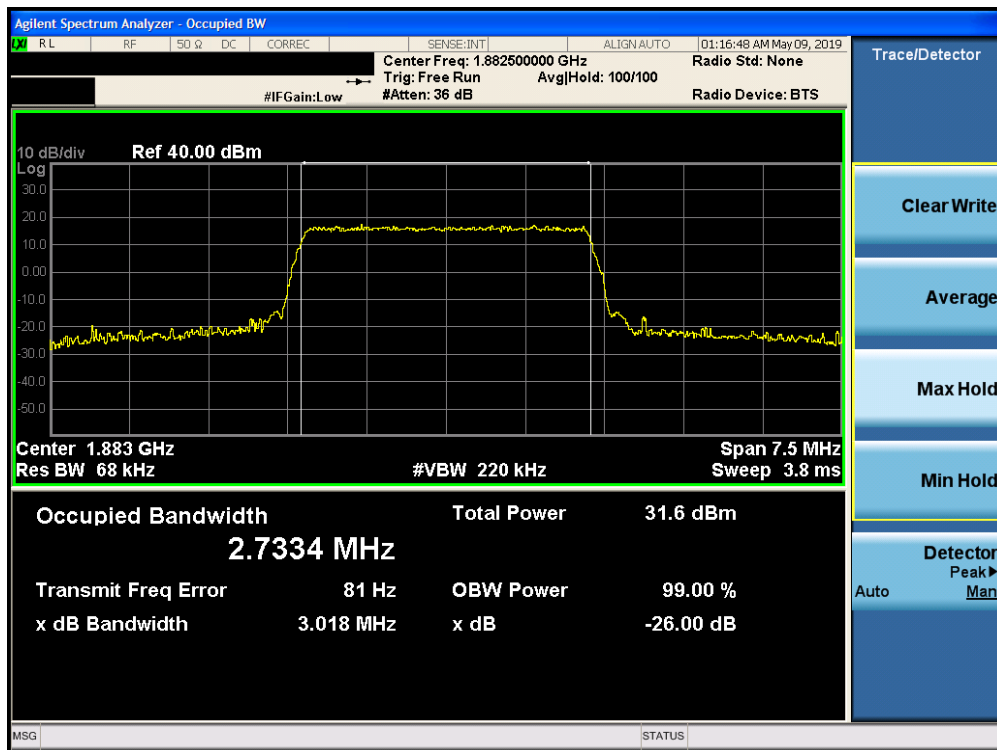 Agilent Spectrum Analyzer - Occupied BW
LXI RL RF 50 Ω DC CORREC SENSE:INT ALIGN AUTO 01:16:48 AM May 09, 2019
Center Freq: 1.882500000 GHz Radio Std: None
Trig: Free Run Avg|Hold: 100/100
#IFGain:Low #Atten: 36 dB Radio Device: BTS
Trace/Detector
10 dB/div Ref 40.00 dBm
Log
30.0
20.0
10.0
0.00
-10.0
-20.0
-30.0
-40.0
-50.0
Center 1.883 GHz Span 7.5 MHz
Res BW 68 kHz #VBW 220 kHz Sweep 3.8 ms
Occupied Bandwidth Total Power 31.6 dBm
2.7334 MHz
Transmit Freq Error 81 Hz OBW Power 99.00 %
x dB Bandwidth 3.018 MHz x dB -26.00 dB
Clear Write
Average
Max Hold
Min Hold
Detector
Peak▶
Auto Man
MSG STATUS